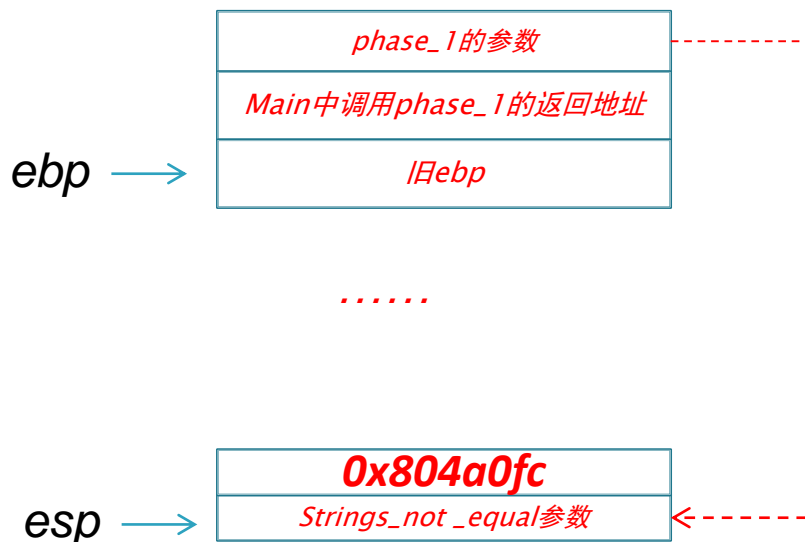 phase_1的参数
Main中调用phase_1的返回地址
ebp
旧ebp
......
0x804a0fc
esp
Strings_not _equal参数